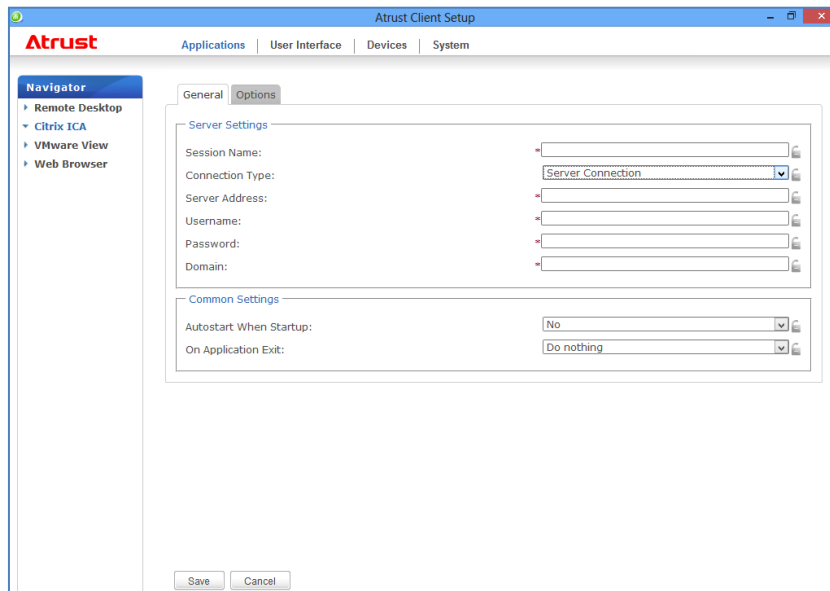 Atrust Client Setup
Atrust
Applications User Interface Devices System
Navigator
Remote Desktop
Citrix ICA
VMware View
Web Browser
General Options
Server Settings
Session Name: *
Connection Type: Server Connection
Server Address: *
Username: *
Password: *
Domain: *
Common Settings
Autostart When Startup: No
On Application Exit: Do nothing
Save Cancel